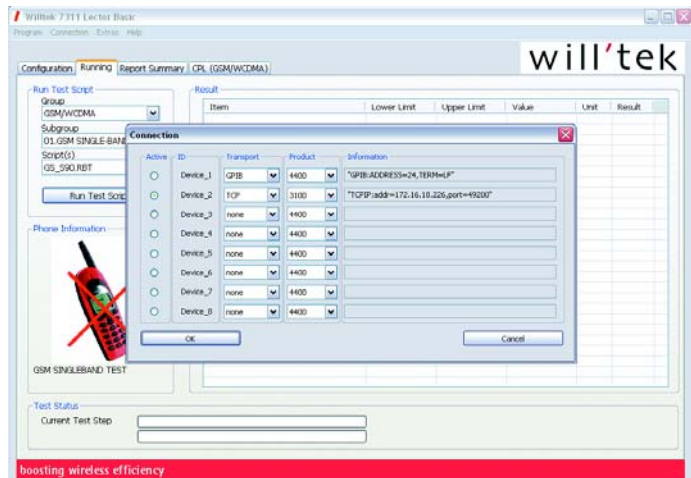 Willtek 7311 Lector Basic
Program Connection Extras Help
will'tek
Configuration Running Report Summary CPL (GSM/WCDMA)
Run Test Script
Group
GSM/WCDMA
Subgroup
01.GSM SINGLE-BAN
Script(s)
GS_S90.RBT
Run Test Scrip
Result
Item Lower Limit Upper Limit Value Unit Result
Connection
Active ID Transport Product Information
Device_1 GPIB 4400 "GPIB:ADDRESS=24,TERM=LF"
Device_2 TCP 3100 "TCPIP:addr=172.16.10.226,port=49200"
Device_3 none 4400
Device_4 none 4400
Device_5 none 4400
Device_6 none 4400
Device_7 none 4400
Device_8 none 4400
OK Cancel
Phone Information
GSM SINGLEBAND TEST
Test Status
Current Test Step
boosting wireless efficiency